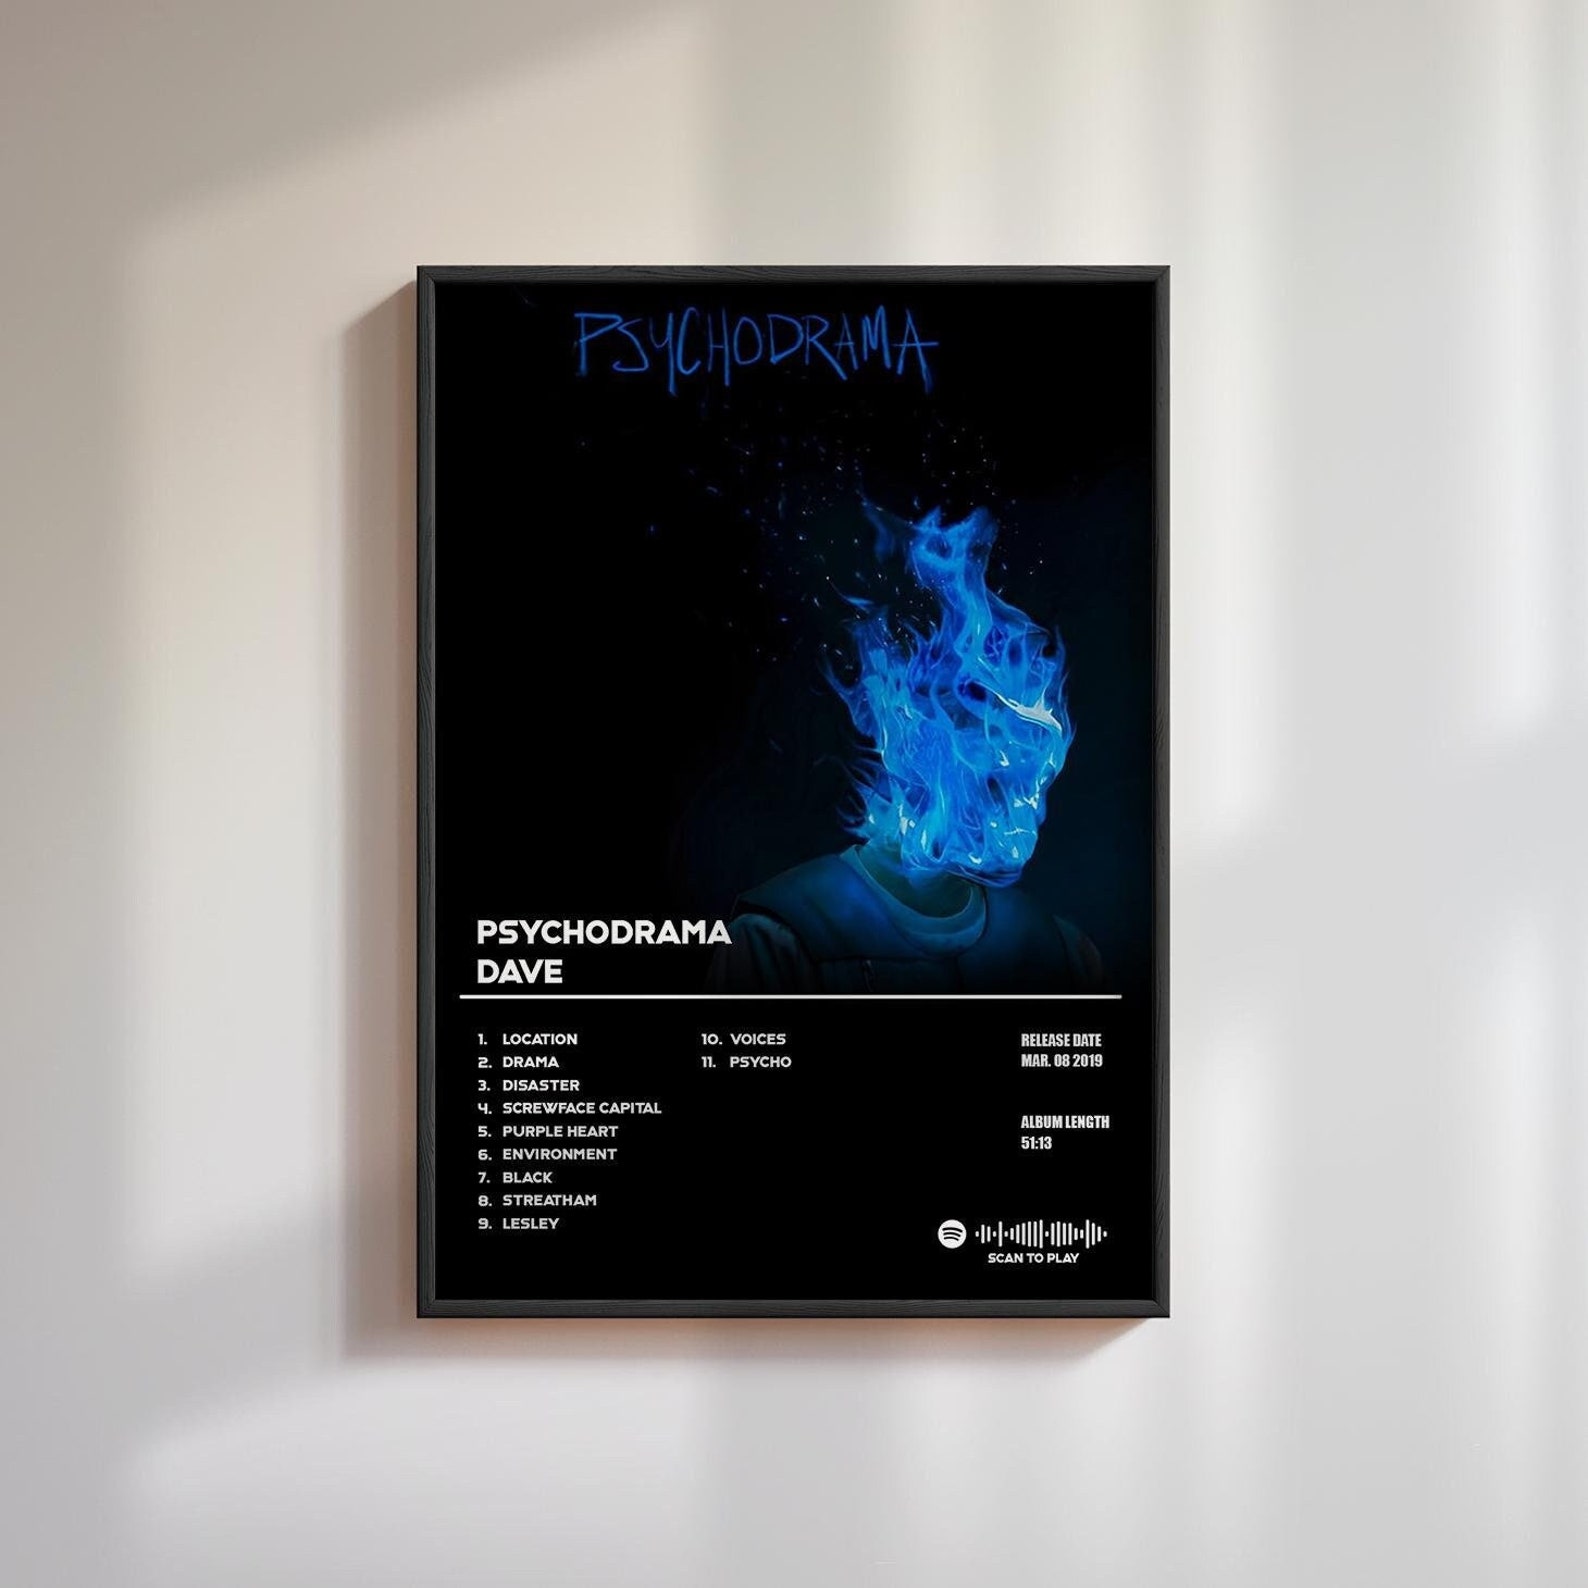 PSYCHODRAMA
PSYCHODRAMA
DAVE
1. LOCATION
2. DRAMA
3. DISASTER
4. SCREWFACE CAPITAL
5. PURPLE HEART
6. ENVIRONMENT
7. BLACK
8. STREATHAM
9. LESLEY
10. VOICES
11. PSYCHO
RELEASE DATE
MAR. 08 2019
ALBUM LENGTH
51:13
SCAN TO PLAY